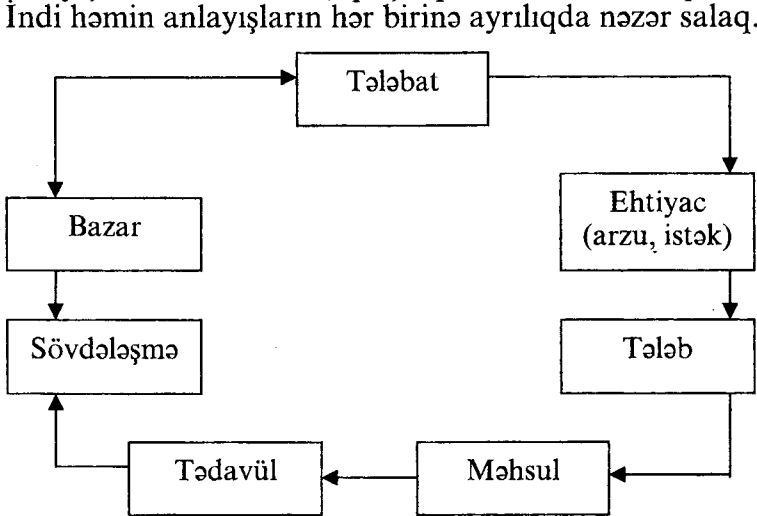 İndi həmin anlayışların hər birinə ayrılıqda nəzər salaq.
Tələbat
Bazar
Ehtiyac
(arzu, istək)
Sövdələşmə
Tələb
Tədavül
Məhsul